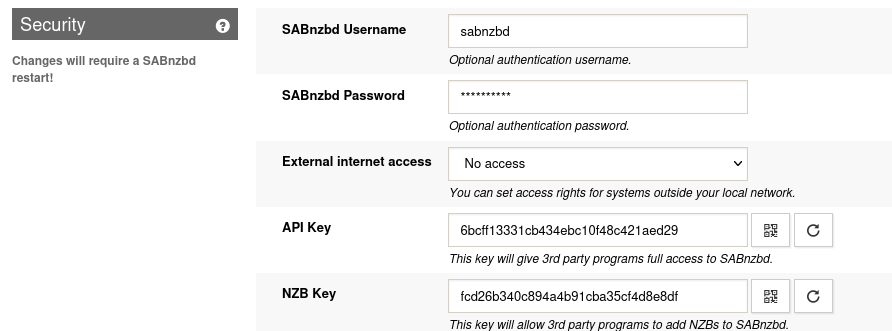 Security
Changes will require a SABnzbd
restart!
SABnzbd Username
sabnzbd
Optional authentication username.
SABnzbd Password
**********
Optional authentication password.
External internet access
No access
You can set access rights for systems outside your local network.
API Key
6bcff13331cb434ebc10f48c421aed29
This key will give 3rd party programs full access to SABnzbd.
NZB Key
fcd26b340c894a4b91cba35cf4d8e8df
This key will allow 3rd party programs to add NZBs to SABnzbd.